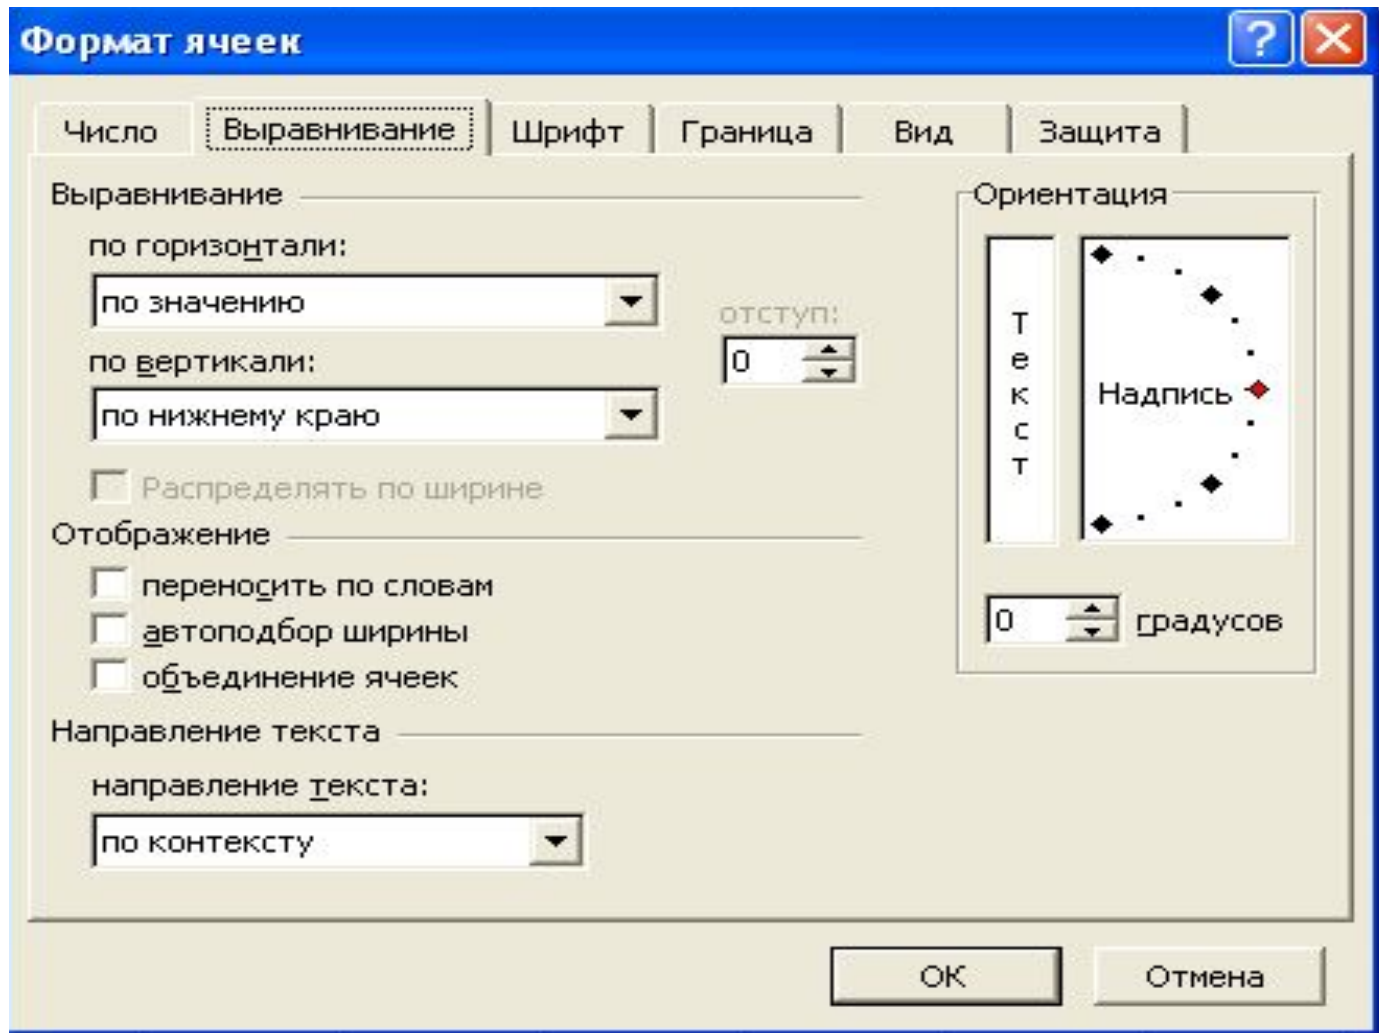 Формат ячеек
Число Выравнивание Шрифт Граница Вид Защита
Выравнивание
по горизонтали:
по значению
отступ:
0
по вертикали:
по нижнему краю
Распределять по ширине
Отображение
переносить по словам
автоподбор ширины
объединение ячеек
Направление текста
направление текста:
по контексту
Ориентация
Текст
Надпись
0 градусов
ОК Отмена